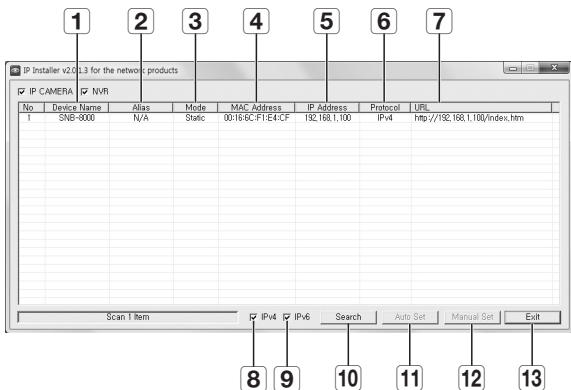 1 2 3 4 5 6 7
IP Installer v2.0.1.3 for the network products
IP CAMERA NVR
No Device Name Alias Mode MAC Address IP Address Protocol URL
1 SNB-8000 N/A Static 00:16:6C:F1:E4:CF 192,168,1,100 IPv4 http://192,168,1,100/index,htm
Scan 1 Item IPv4 IPv6 Search Auto Set Manual Set Exit
8 9 10 11 12 13